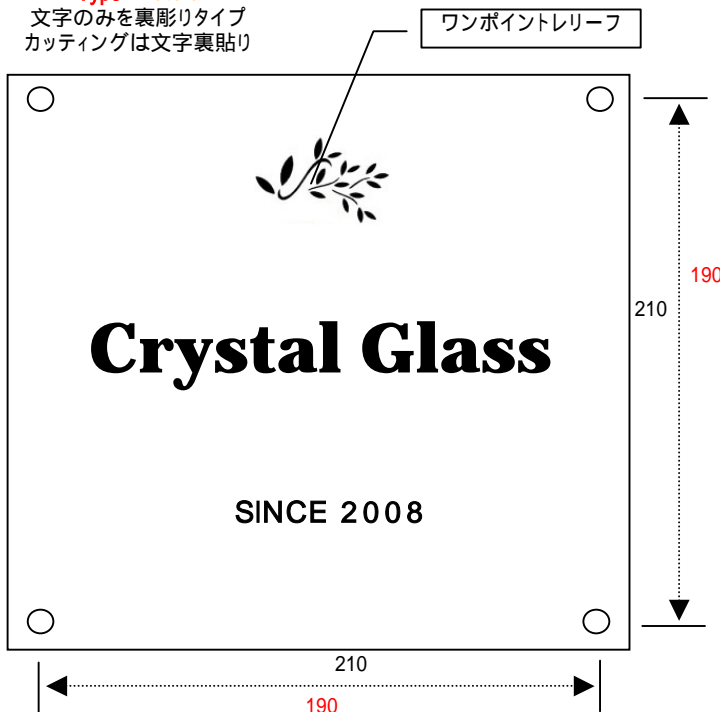 Type
文字のみを裏彫りタイプ
カッティングは文字裏貼り
ワンポイントレリーフ
Crystal Glass
SINCE 2008
210
190
210
190